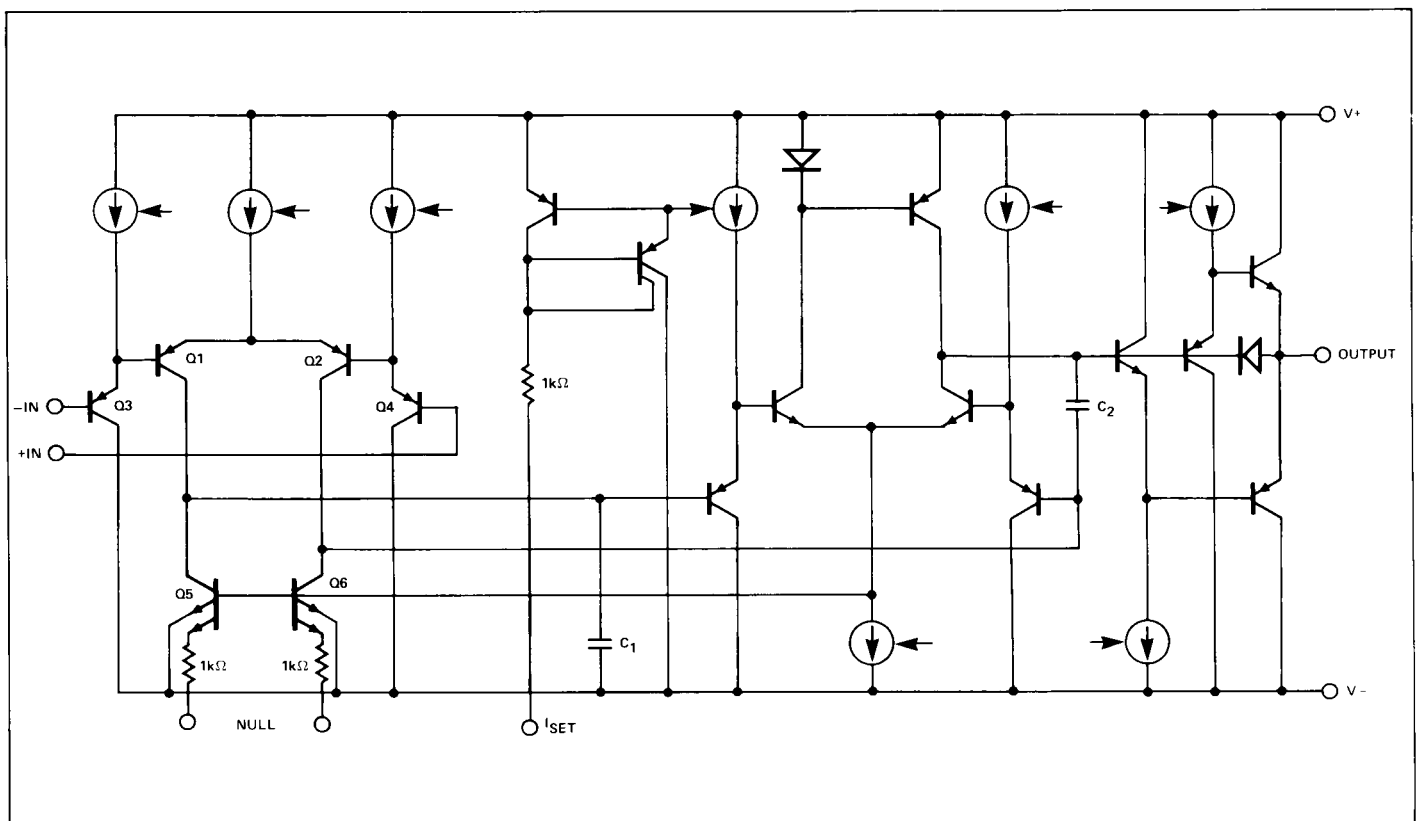 V+
Q1
Q2
OUTPUT
1kΩ
-IN
Q3
Q4
C2
+IN
Q5
Q6
C1
1kΩ
1kΩ
V-
NULL
ISET